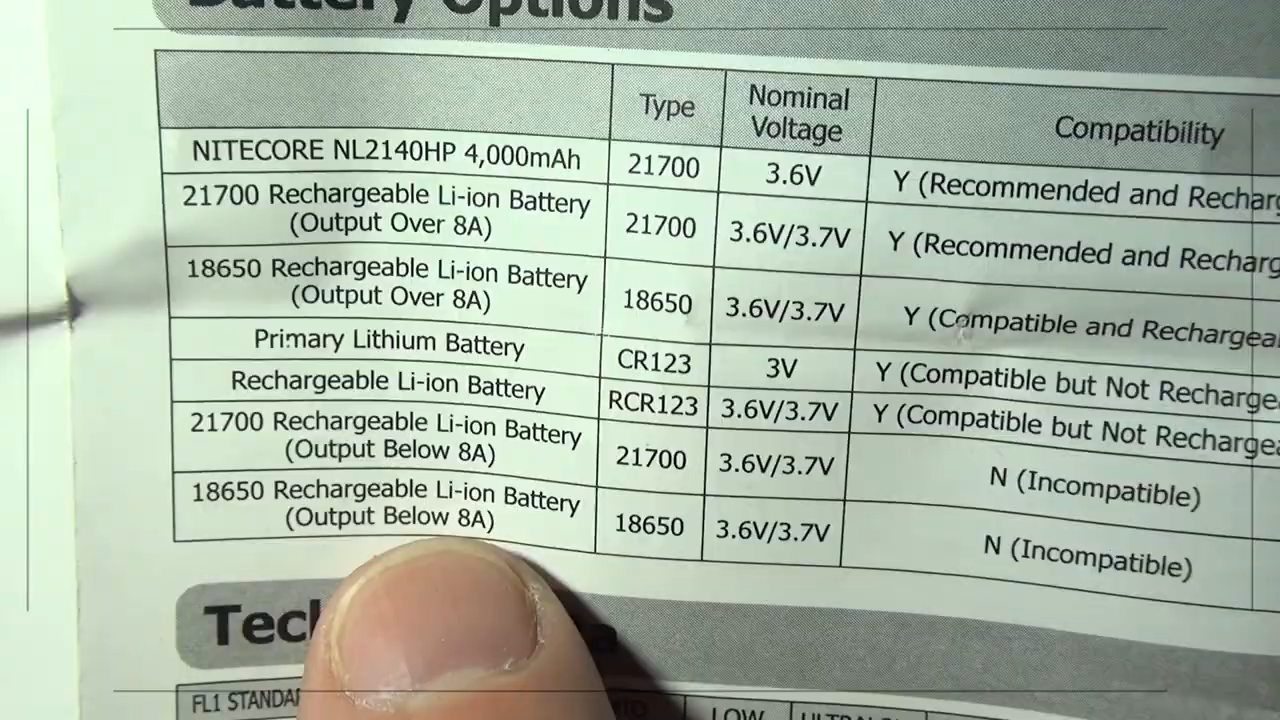 Battery Options
Type
Nominal
Voltage
Compatibility
NITECORE NL2140HP 4,000mAh
21700
3.6V
Y (Recommended and Rechar
21700 Rechargeable Li-ion Battery
(Output Over 8A)
21700
3.6V/3.7V
Y (Recommended and Recharg
18650 Rechargeable Li-ion Battery
(Output Over 8A)
18650
3.6V/3.7V
Y (Compatible and Rechargea
Primary Lithium Battery
CR123
3V
Y (Compatible but Not Recharge
Rechargeable Li-ion Battery
RCR123
3.6V/3.7V
Y (Compatible but Not Rechargea
21700 Rechargeable Li-ion Battery
(Output Below 8A)
21700
3.6V/3.7V
N (Incompatible)
18650 Rechargeable Li-ion Battery
(Output Below 8A)
18650
3.6V/3.7V
N (Incompatible)
Tec
a
FL1 STANDA
LOW